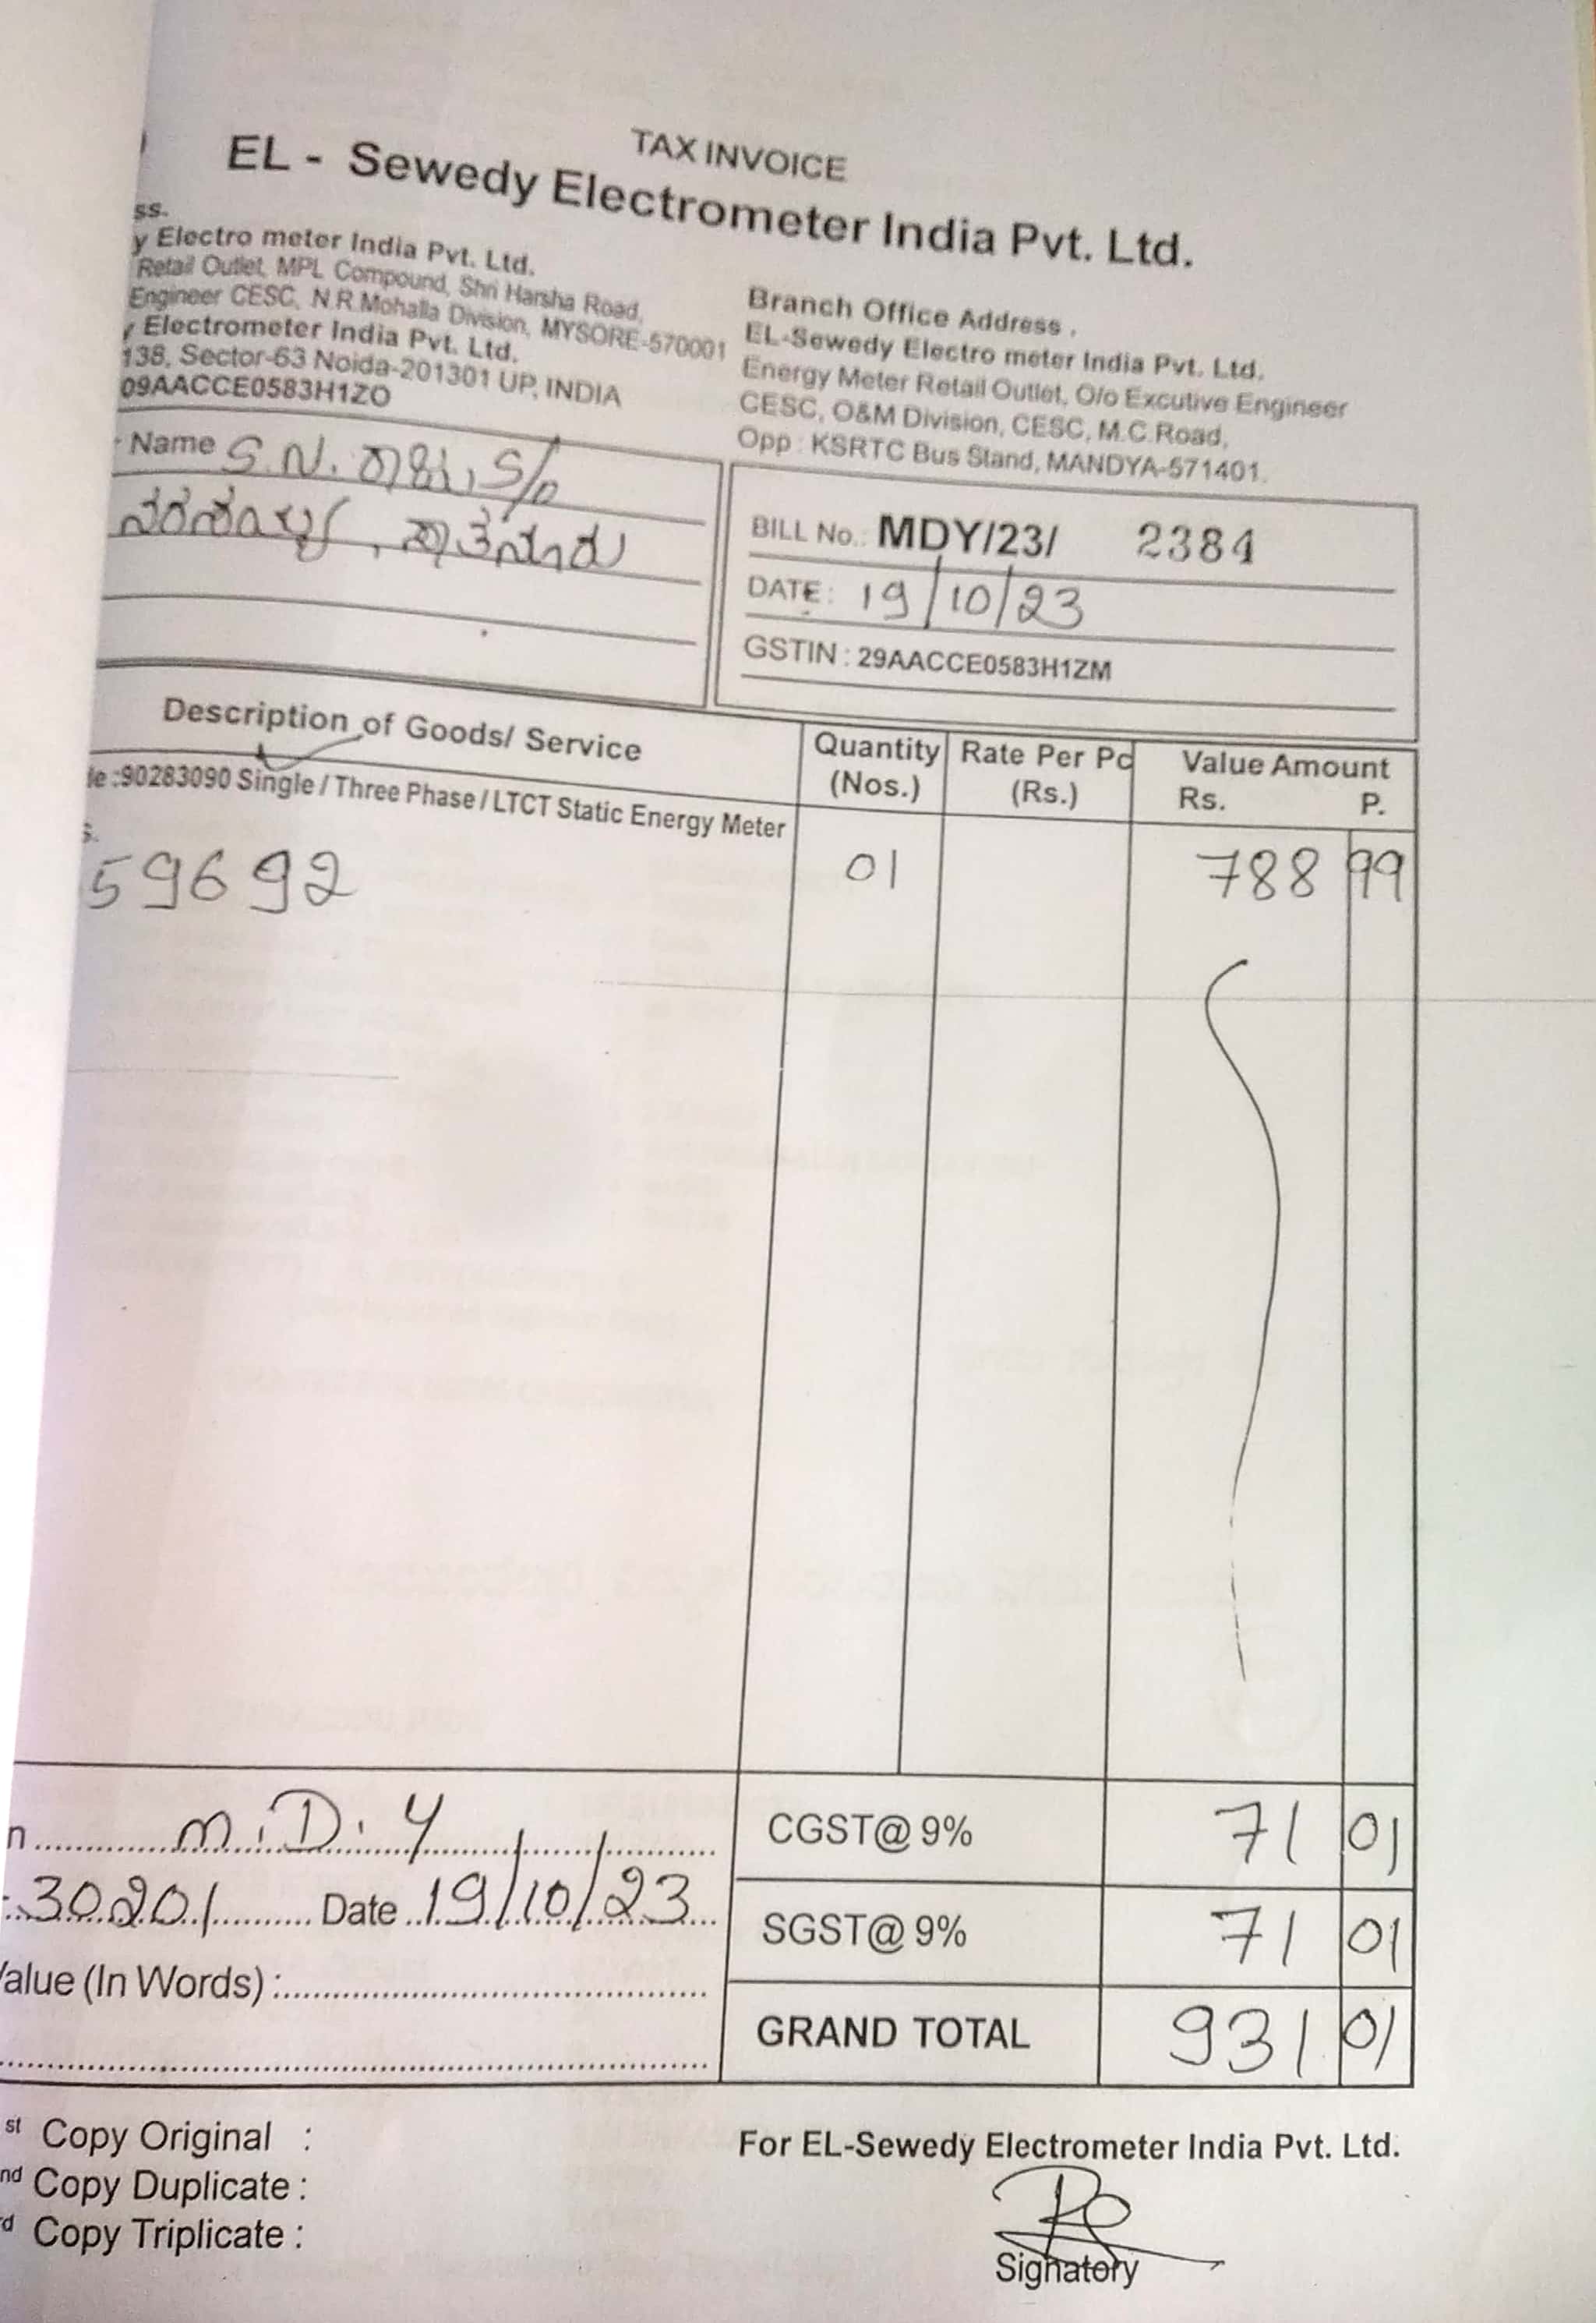 TAX INVOICE
EL - Sewedy Electrometer India Pvt. Ltd.
ss.
y Electro meter India Pvt. Ltd.
Retail Outlet, MPL Compound, Shri Harsha Road,
Engineer CESC, N.R.Mohalla Division, MYSORE-570001
y Electrometer India Pvt. Ltd.
138, Sector-63 Noida-201301 UP, INDIA
09AACCE0583H1ZO
Branch Office Address .
EL-Sewedy Electro meter India Pvt. Ltd.
Energy Meter Retail Outlet, O/o Excutive Engineer
CESC, O&M Division, CESC, M.C.Road,
Opp : KSRTC Bus Stand, MANDYA-571401.
Name S.N. ರಾಜು, S/o
BILL No.: MDY/23/ 2384
DATE: 19/10/23
GSTIN : 29AACCE0583H1ZM
Description of Goods/ Service
Quantity (Nos.)
Rate Per Pc (Rs.)
Value Amount
Rs. P.
de :90283090 Single / Three Phase / LTCT Static Energy Meter
s.
59692 01 788 99
n m.D.Y
CGST@ 9% 71 01
30201 Date 19/10/23
SGST@ 9% 71 01
Value (In Words) :
GRAND TOTAL 931 01
st Copy Original :
nd Copy Duplicate :
rd Copy Triplicate :
For EL-Sewedy Electrometer India Pvt. Ltd.
Signatory